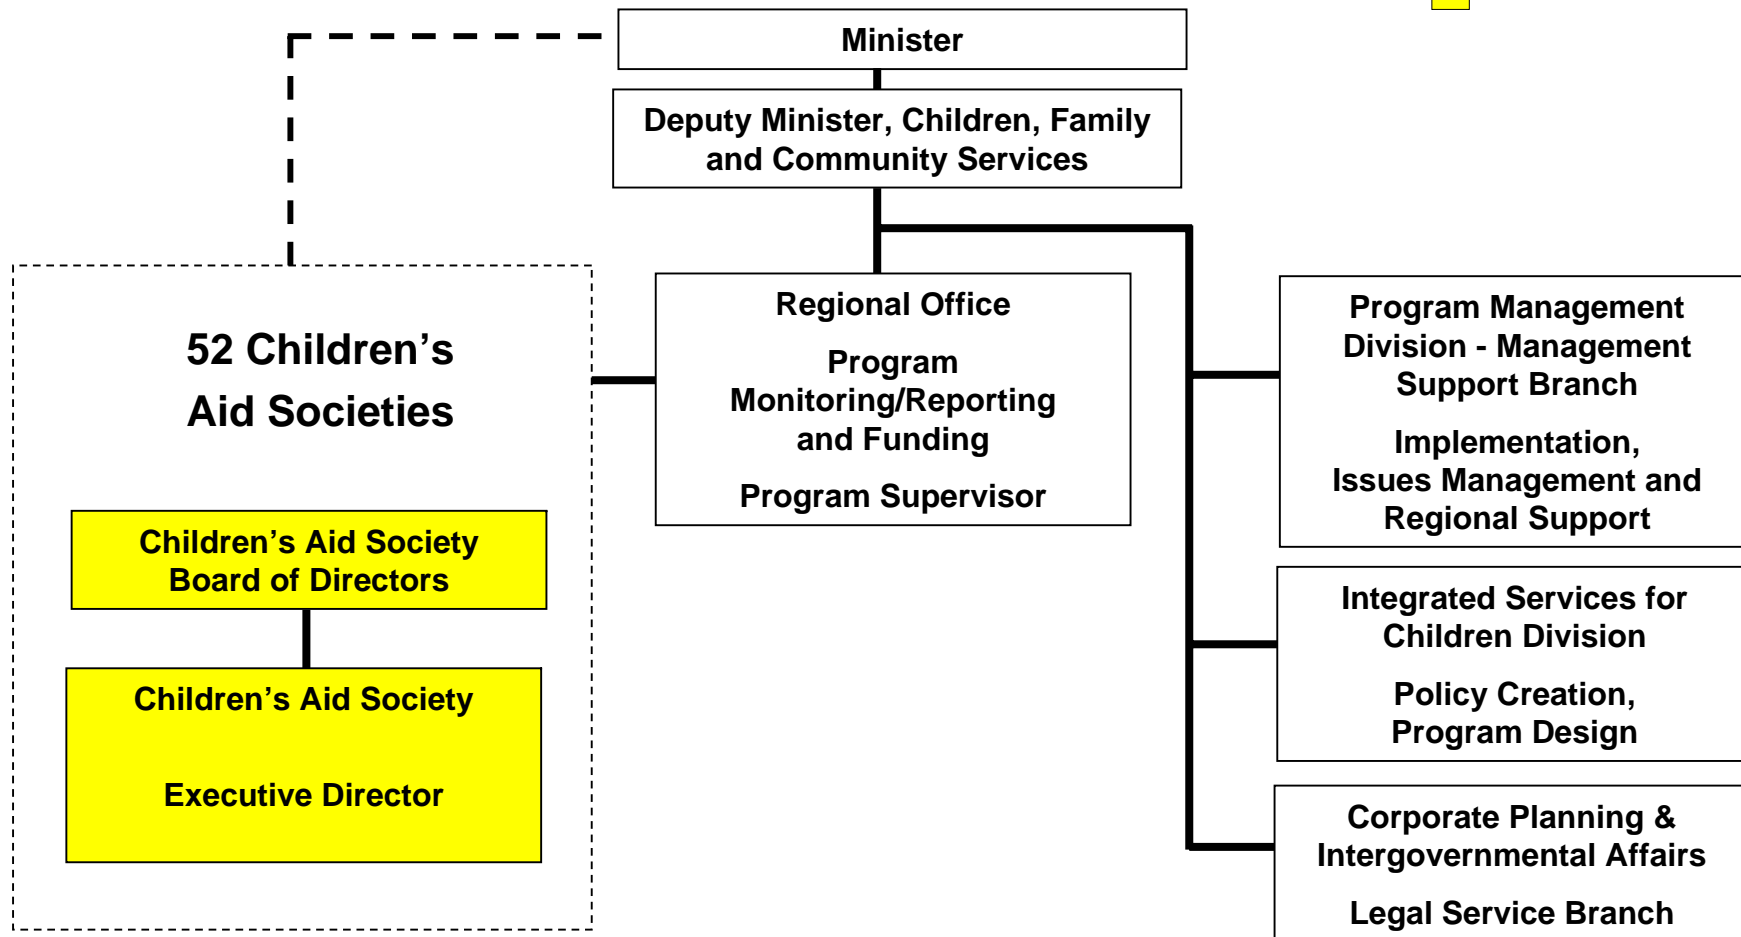 Minister
Deputy Minister, Children, Family
and Community Services
52 Children’s
Aid Societies
Children’s Aid Society
Board of Directors
Children’s Aid Society
Executive Director
Regional Office
Program
Monitoring/Reporting
and Funding
Program Supervisor
Program Management
Division - Management
Support Branch
Implementation,
Issues Management and
Regional Support
Integrated Services for
Children Division
Policy Creation,
Program Design
Corporate Planning &
Intergovernmental Affairs
Legal Service Branch